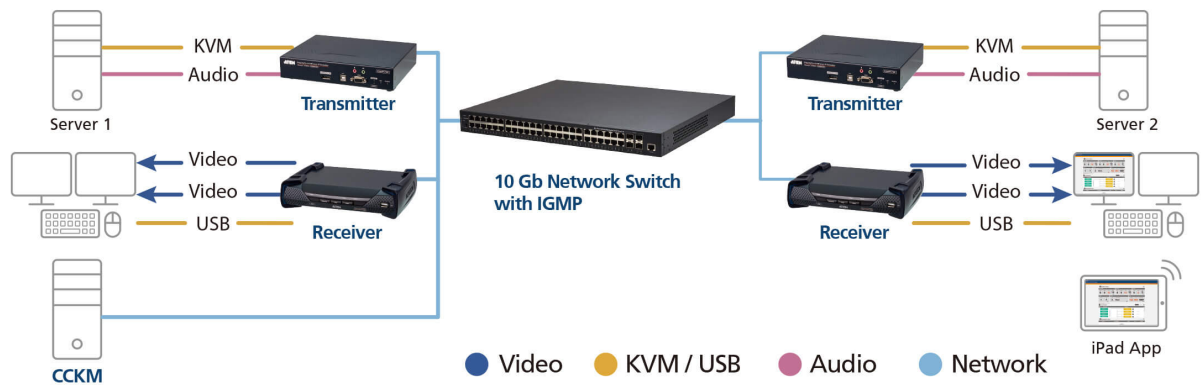 KVM
Audio
Transmitter
Server 1
Video
Video
USB
Receiver
CCKM
10 Gb Network Switch
with IGMP
KVM
Audio
Transmitter
Server 2
Video
Video
USB
Receiver
iPad App
Video
KVM / USB
Audio
Network